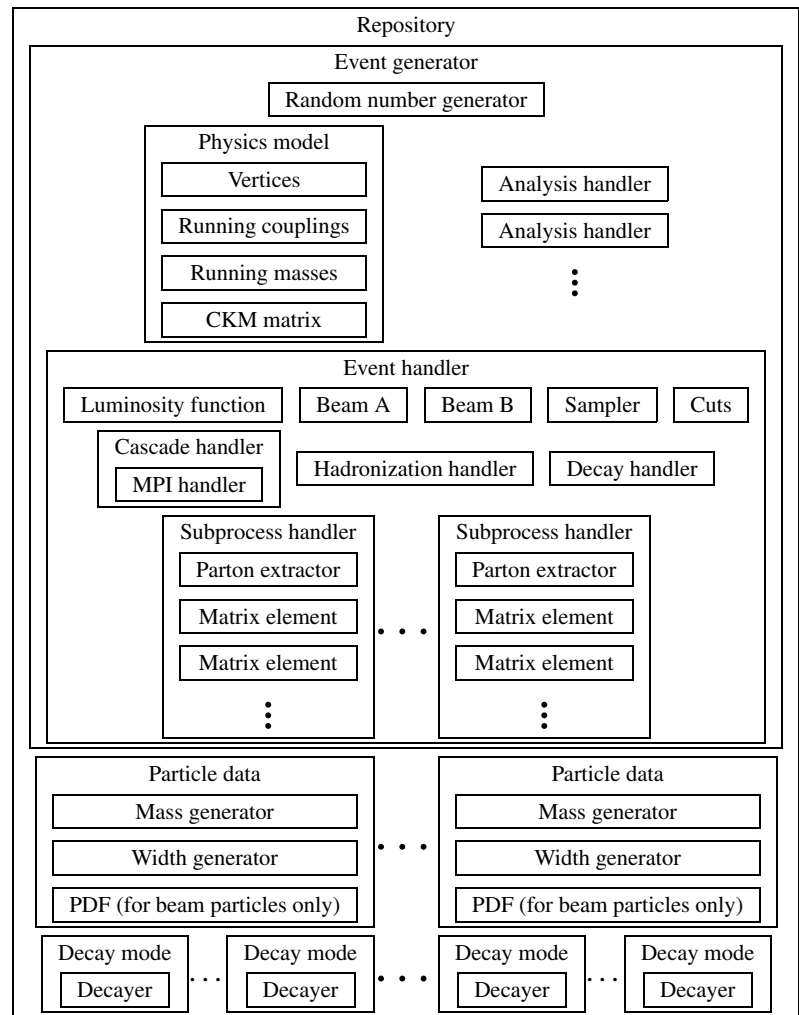 Repository
Event generator
Random number generator
Physics model
Vertices
Running couplings
Running masses
CKM matrix
Analysis handler
Analysis handler
Event handler
Luminosity function
Beam A
Beam B
Sampler
Cuts
Cascade handler
MPI handler
Hadronization handler
Decay handler
Subprocess handler
Parton extractor
Matrix element
Matrix element
Subprocess handler
Parton extractor
Matrix element
Matrix element
Particle data
Mass generator
Width generator
PDF (for beam particles only)
Particle data
Mass generator
Width generator
PDF (for beam particles only)
Decay mode
Decayer
Decay mode
Decayer
Decay mode
Decayer
Decay mode
Decayer